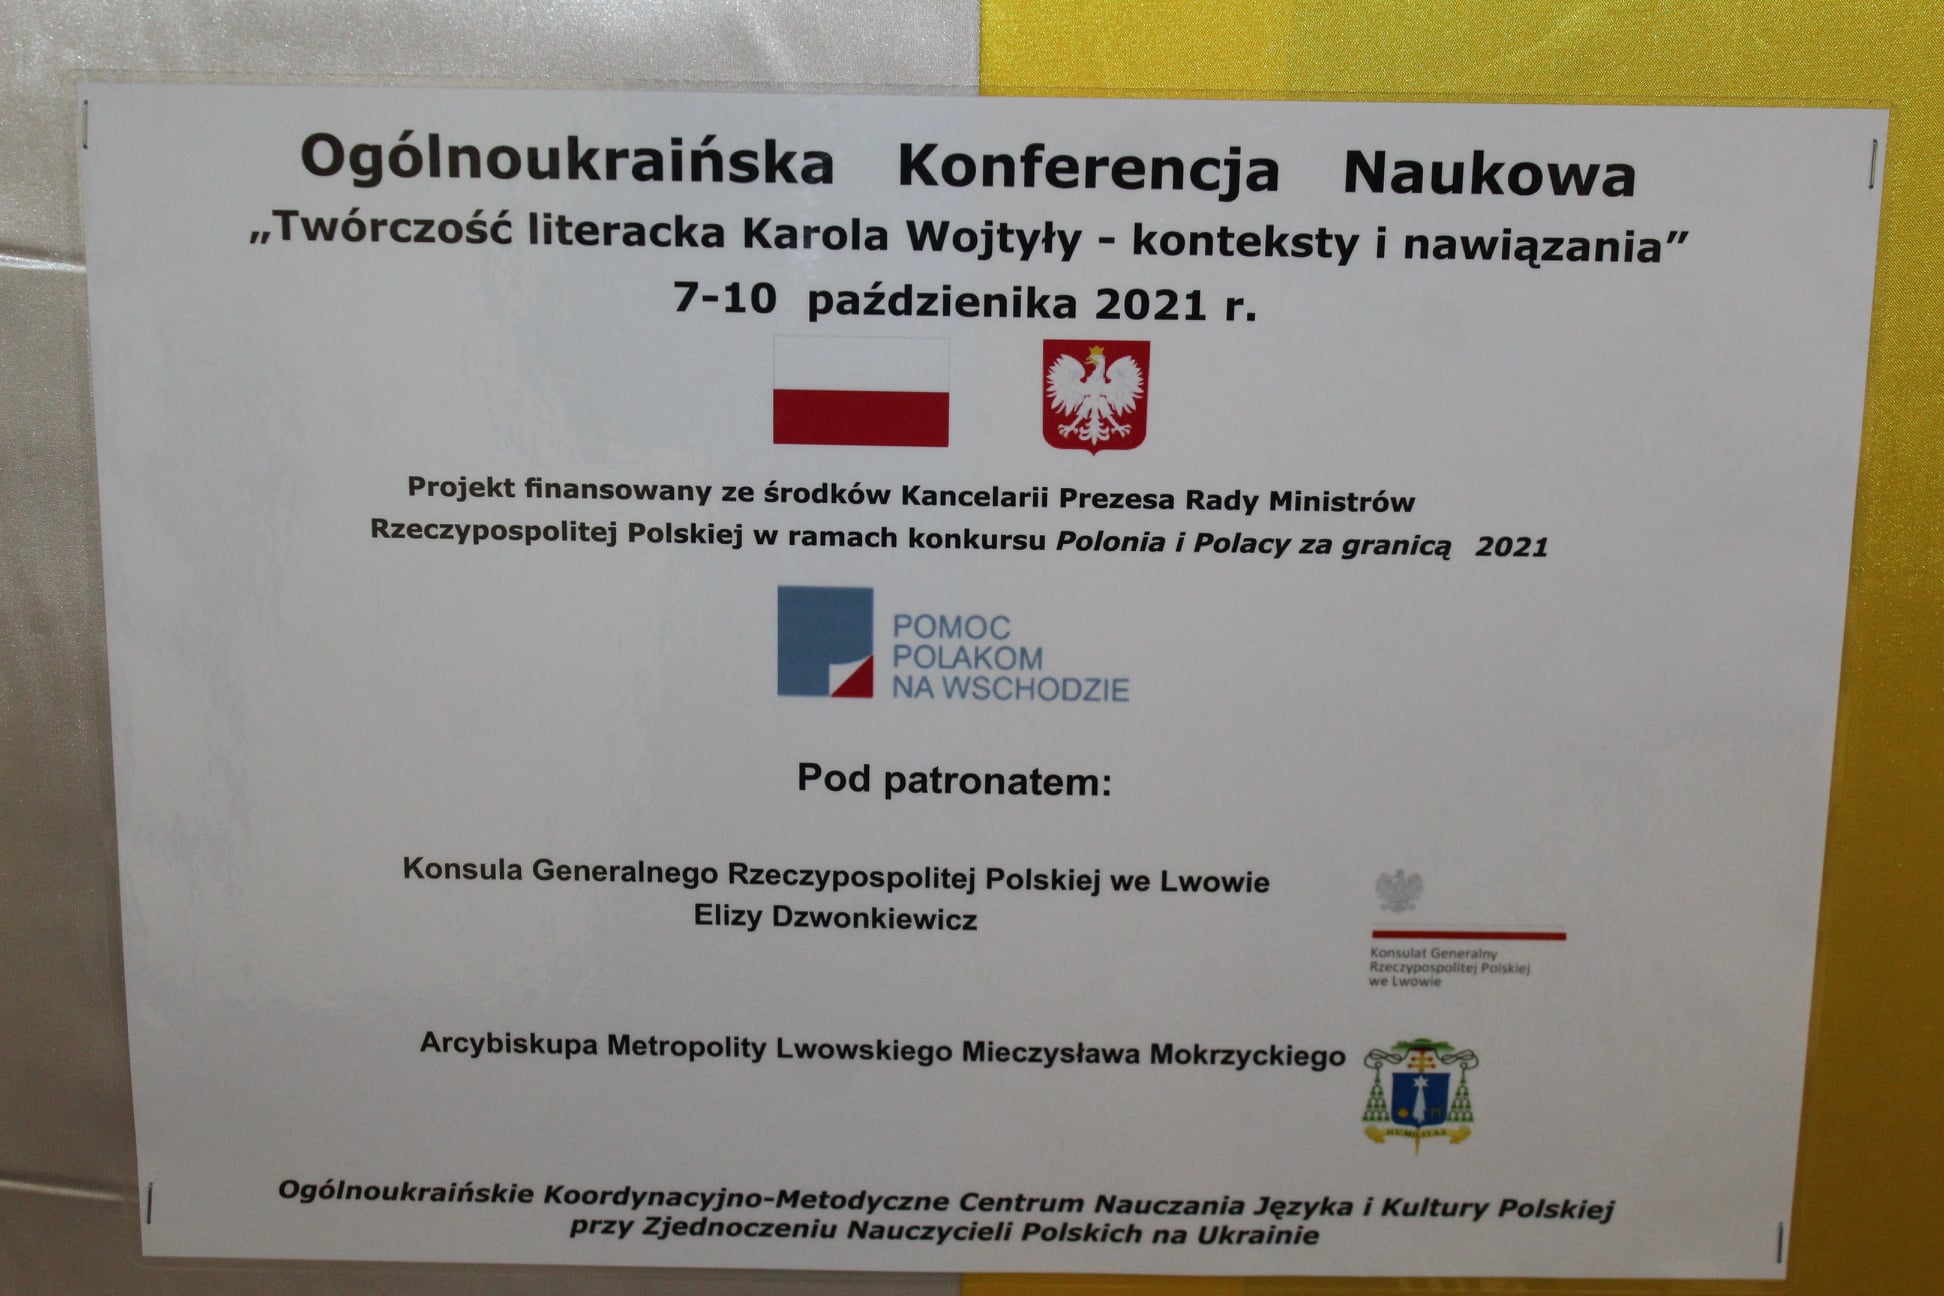 Ogólnoukraińska Konferencja Naukowa
„Twórczość literacka Karola Wojtyły - konteksty i nawiązania”
7-10 października 2021 r.
Projekt finansowany ze środków Kancelarii Prezesa Rady Ministrów
Rzeczypospolitej Polskiej w ramach konkursu Polonia i Polacy za granicą 2021
POMOC
POLAKOM
NA WSCHODZIE
Pod patronatem:
Konsula Generalnego Rzeczypospolitej Polskiej we Lwowie
Elizy Dzwonkiewicz
Konsulat Generalny
Rzeczypospolitej Polskiej
we Lwowie
Arcybiskupa Metropolity Lwowskiego Mieczysława Mokrzyckiego
HUMILITAS
Ogólnoukraińskie Koordynacyjno-Metodyczne Centrum Nauczania Języka i Kultury Polskiej
przy Zjednoczeniu Nauczycieli Polskich na Ukrainie